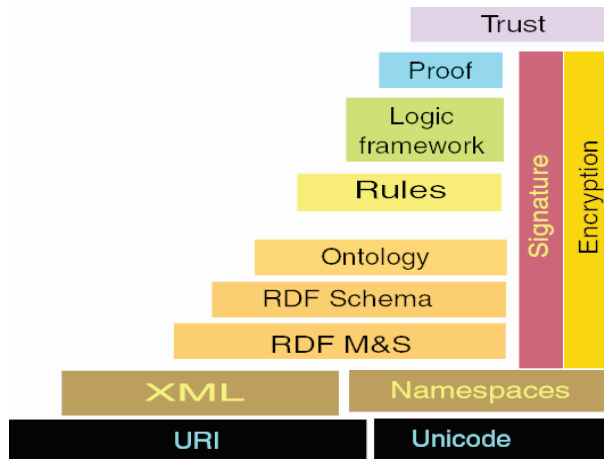 Trust
Proof
Logic
framework
Rules
Ontology
RDF Schema
RDF M&S
Signature
Encryption
XML
Namespaces
URI
Unicode